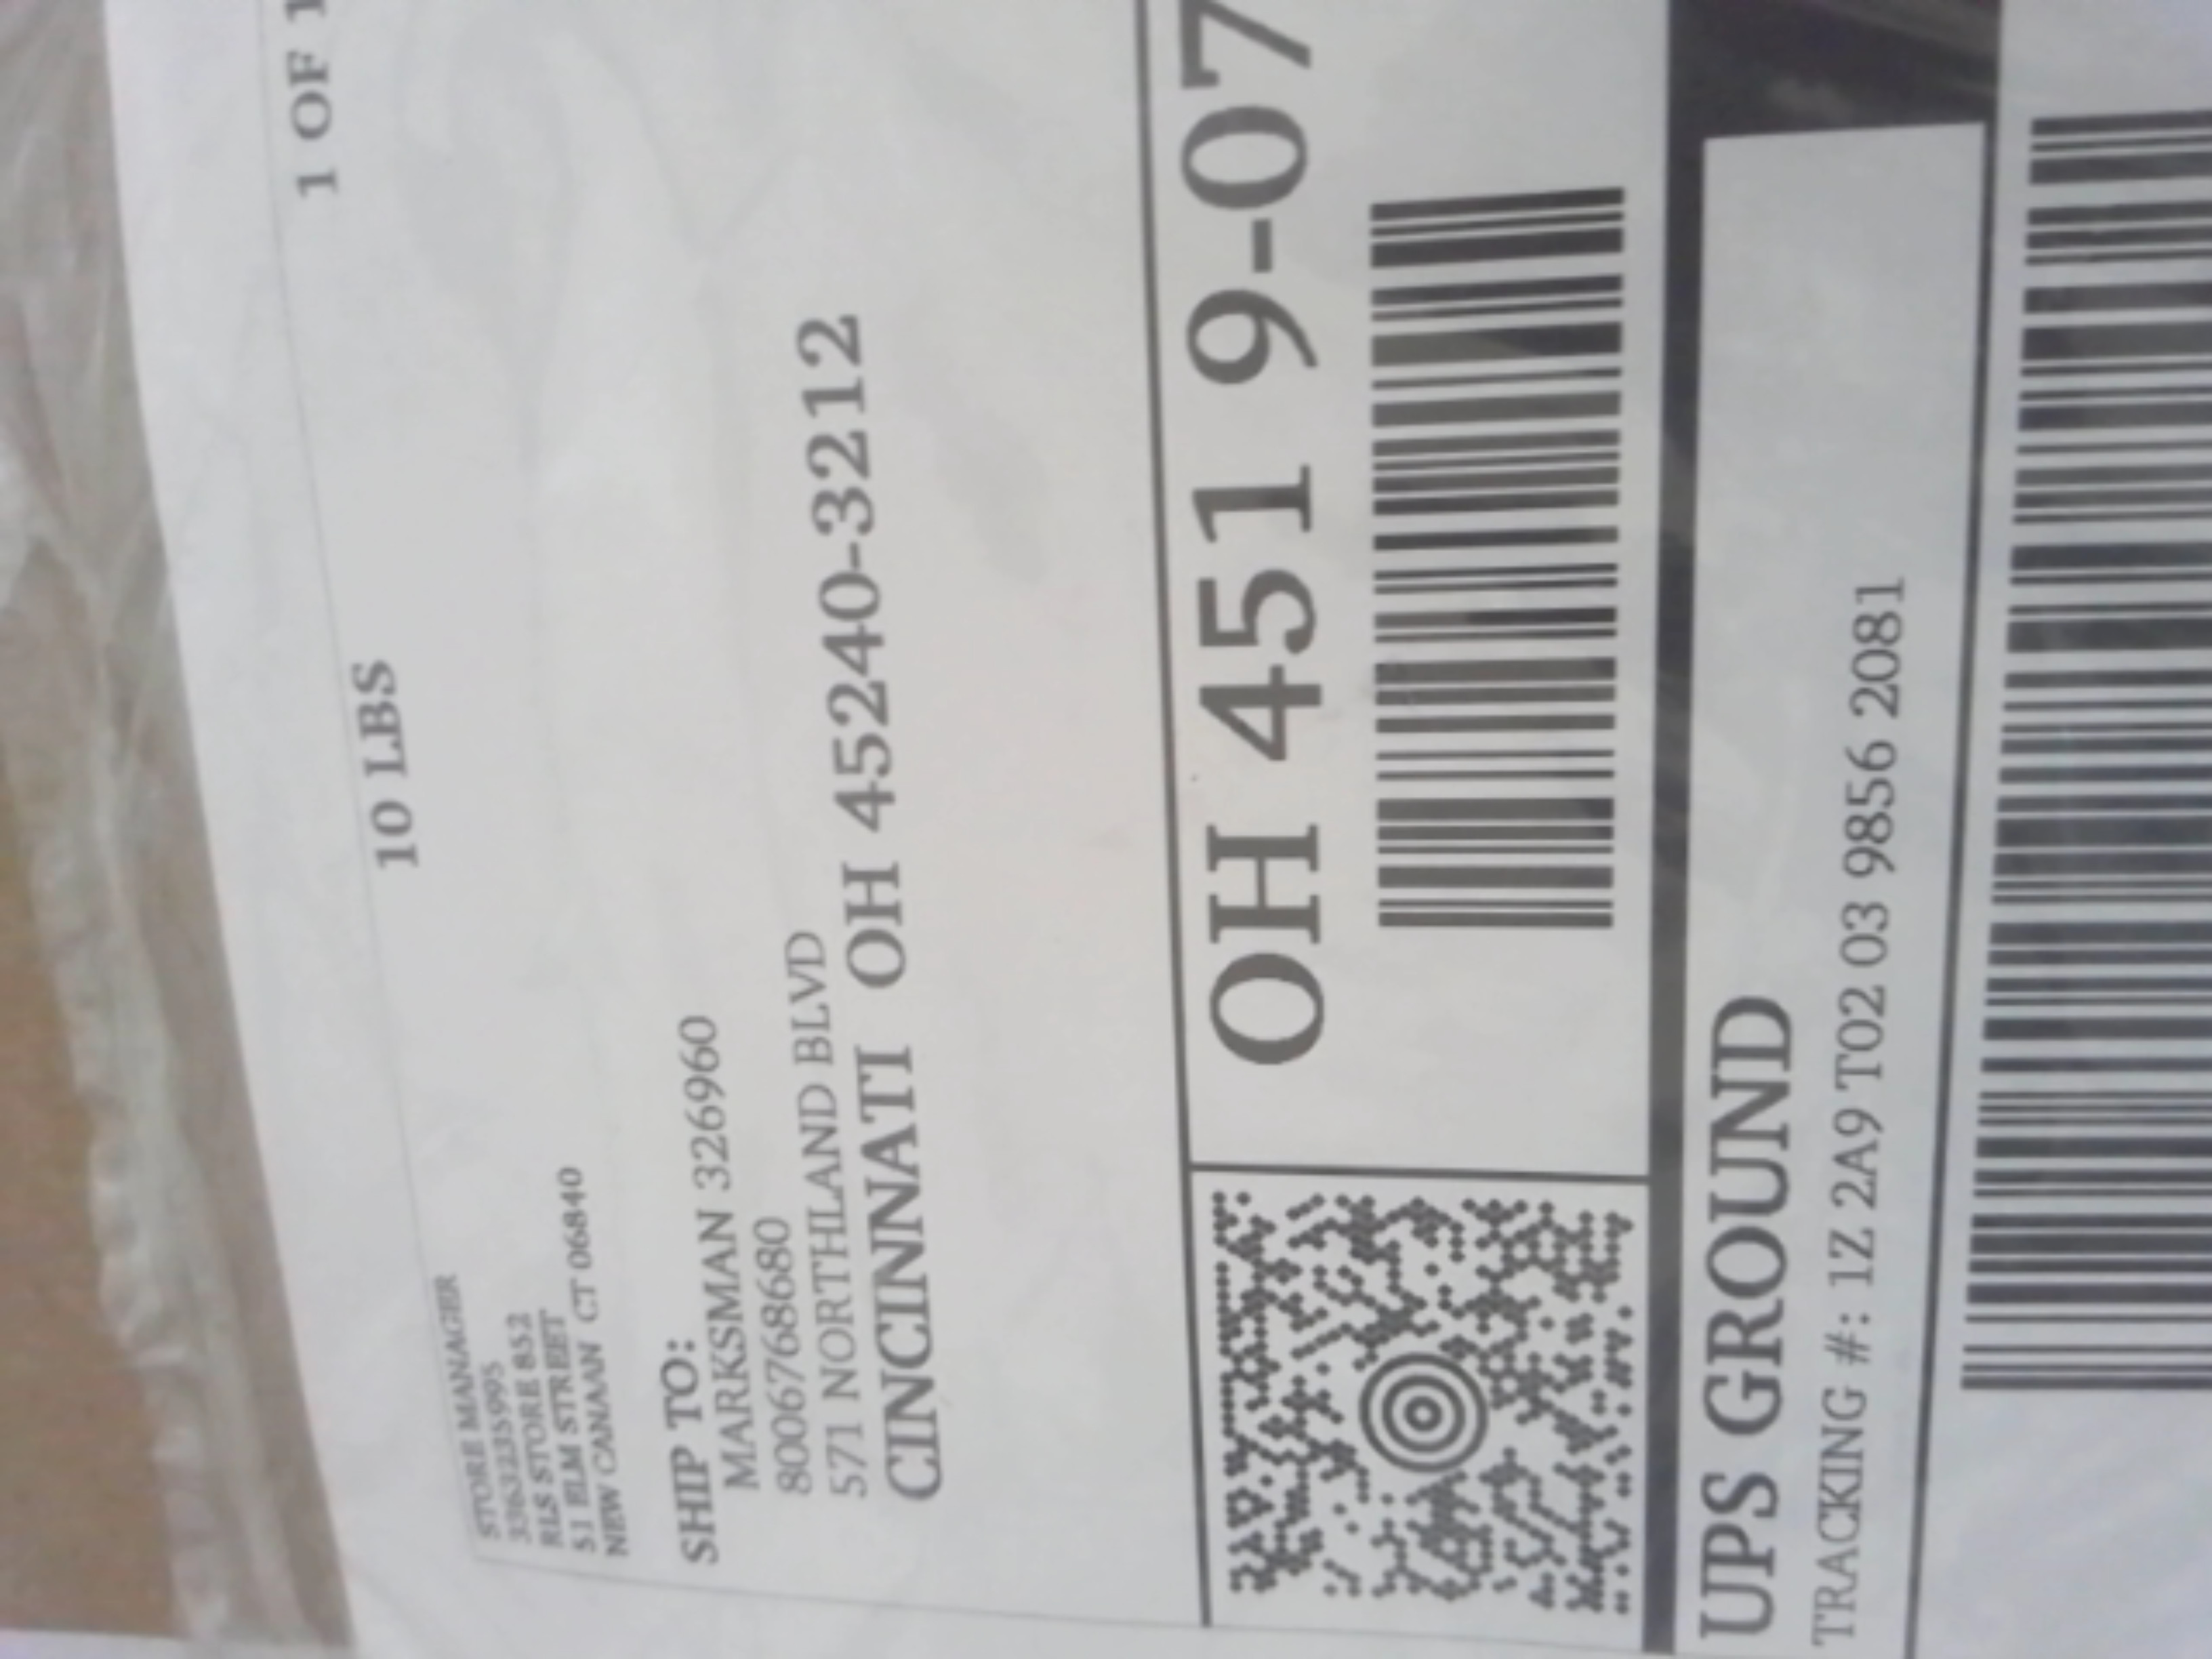 10 LBS
1 OF 1
STORE MANAGER
3363235995
RLS STORE 852
51 ELM STREET
NEW CANAAN CT 06840
SHIP TO:
MARKSMAN 326960
8006768680
571 NORTHLAND BLVD
CINCINNATI OH 45240-3212
OH 451 9-07
UPS GROUND
TRACKING #: 1Z 2A9 T02 03 9856 2081